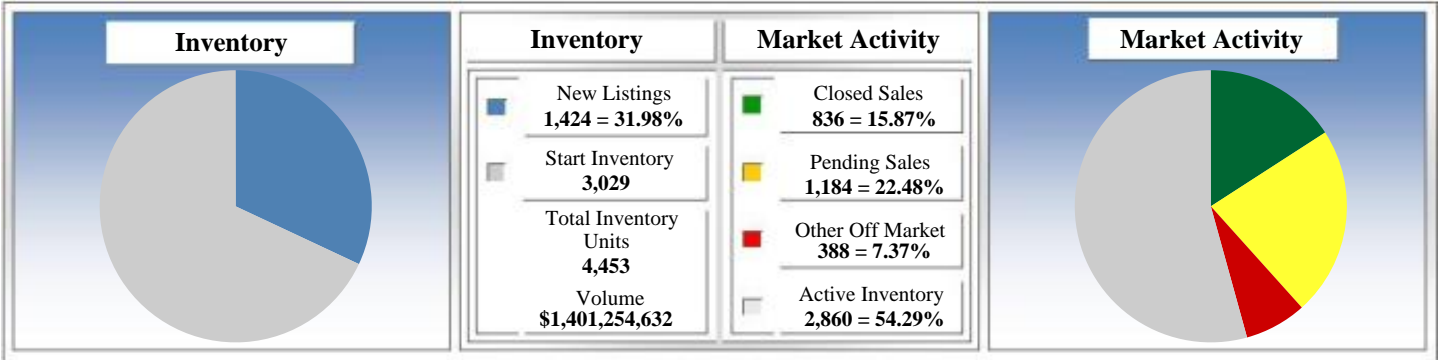 Inventory
Inventory
Market Activity
New Listings
1,424 = 31.98%
Start Inventory
3,029
Total Inventory
Units
4,453
Volume
$1,401,254,632
Closed Sales
836 = 15.87%
Pending Sales
1,184 = 22.48%
Other Off Market
388 = 7.37%
Active Inventory
2,860 = 54.29%
Market Activity